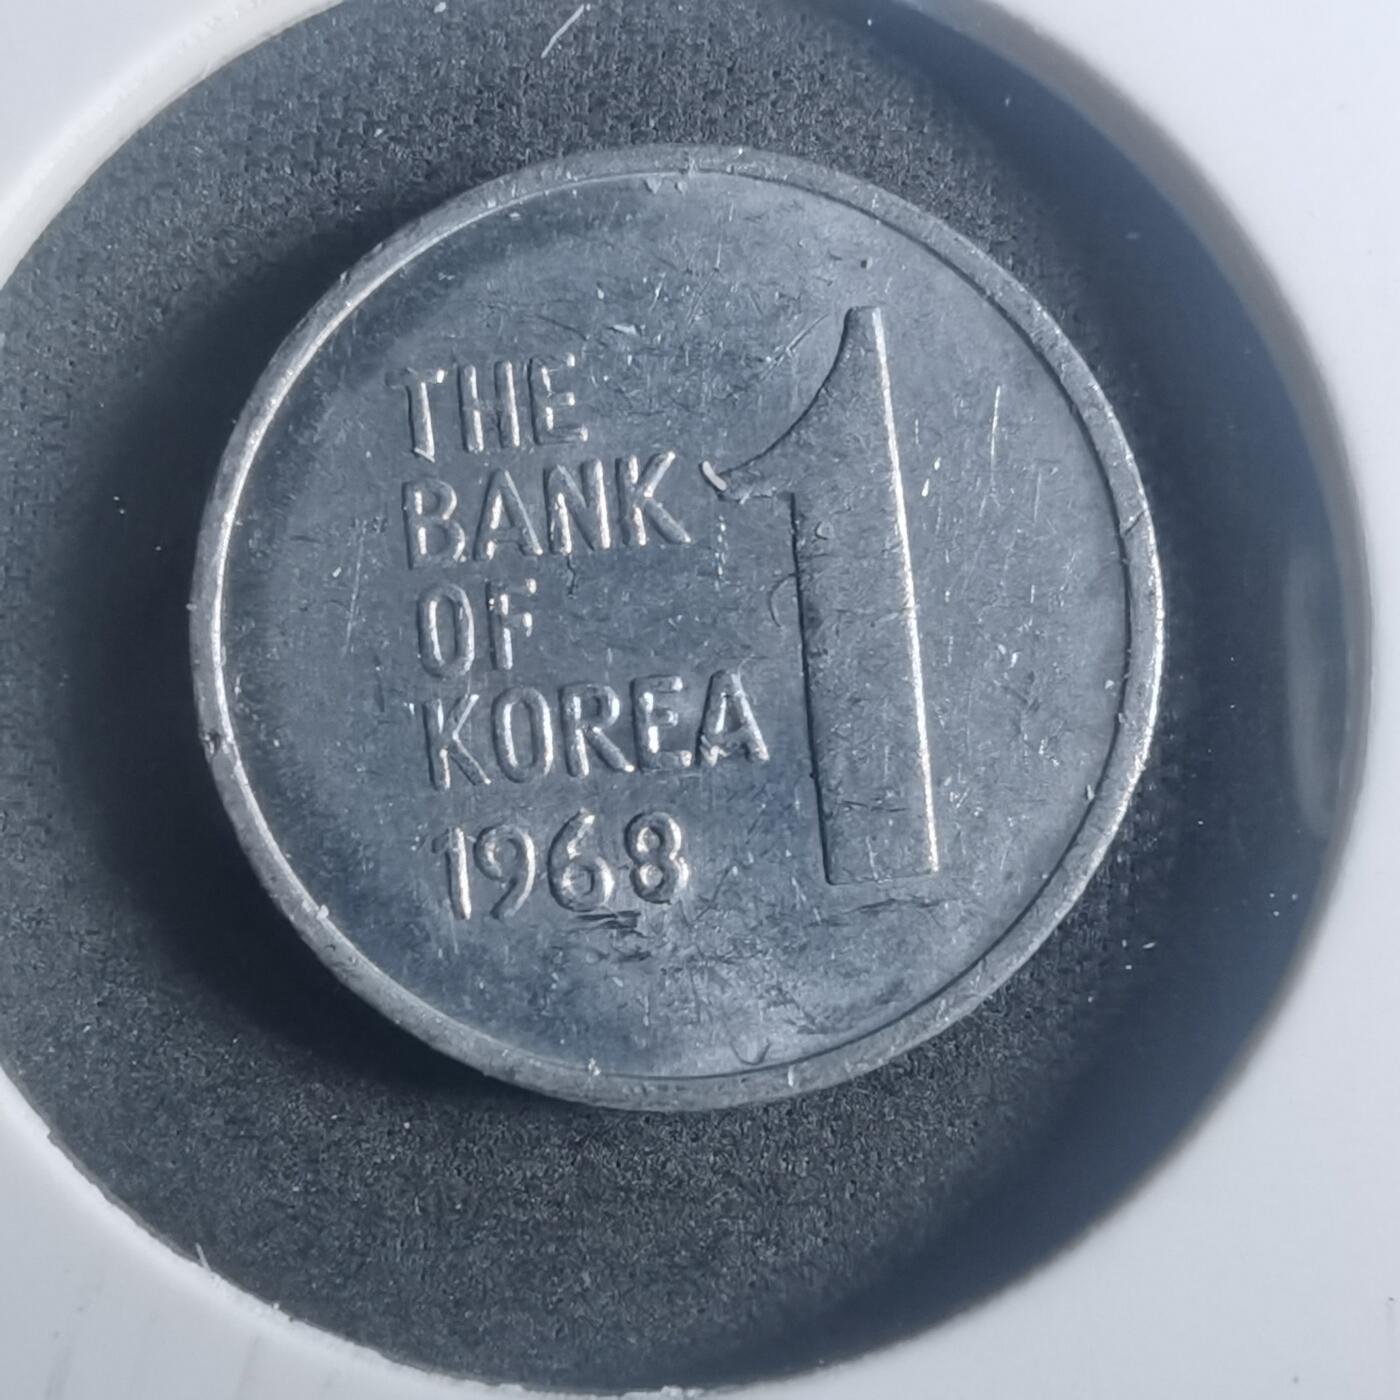 THE
BANK
OF
KOREA
1968
1